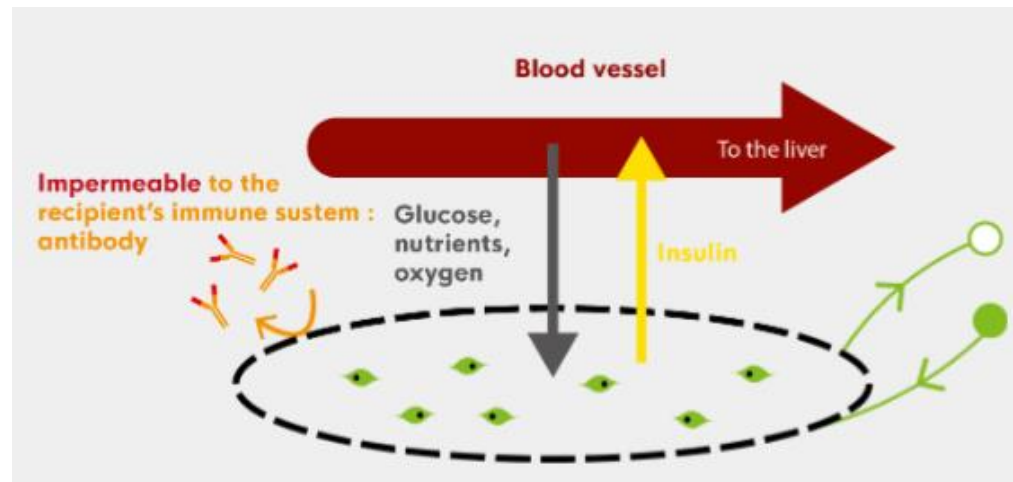 Blood vessel
To the liver
Impermeable to the
recipient's immune sustem :
antibody
Glucose,
nutrients,
oxygen
Insulin